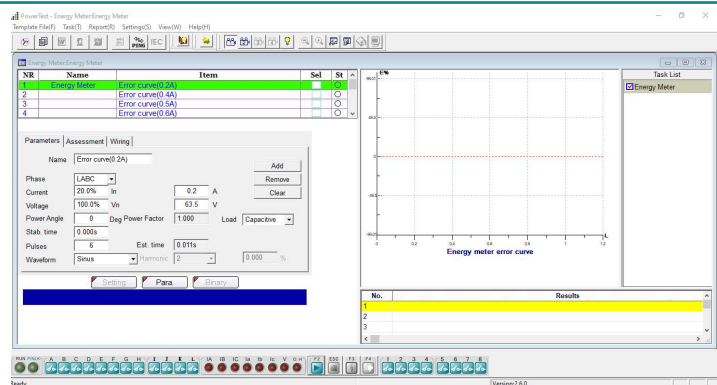 PowerTest - Energy Meter:Energy Meter
Template File(F) Task(T) Report(R) Settings(S) View(W) Help(H)
PING PONG IEC
Energy Meter:Energy Meter
NR Name Item Sel St
1 Energy Meter Error curve(0.2A)
2 Error curve(0.4A)
3 Error curve(0.5A)
4 Error curve(0.6A)
Parameters Assessment Wiring
Name Error curve(0.2A)
Add
Phase LABC Remove
Current 20.0% In 0.2 A Clear
Voltage 100.0% Vn 63.5 V
Power Angle 0 Deg Power Factor 1.000 Load Capacitive
Stab. time 0.000s
Pulses 6 Est. time 0.011s
Waveform Sinus Harmonic 2 0.000 %
Setting Para. Binary
E%
0
0 0.2 0.4 0.6 0.8 1 1.2
L
Energy meter error curve
Task List
Energy Meter
No. Results
1
2
3
RUN A B C D E F G H I J K L IA IB IC Ia Ib Ic V O.H F2 ESC F3 F4 1 2 3 4 5 6 7 8
Ready Version:2.6.0